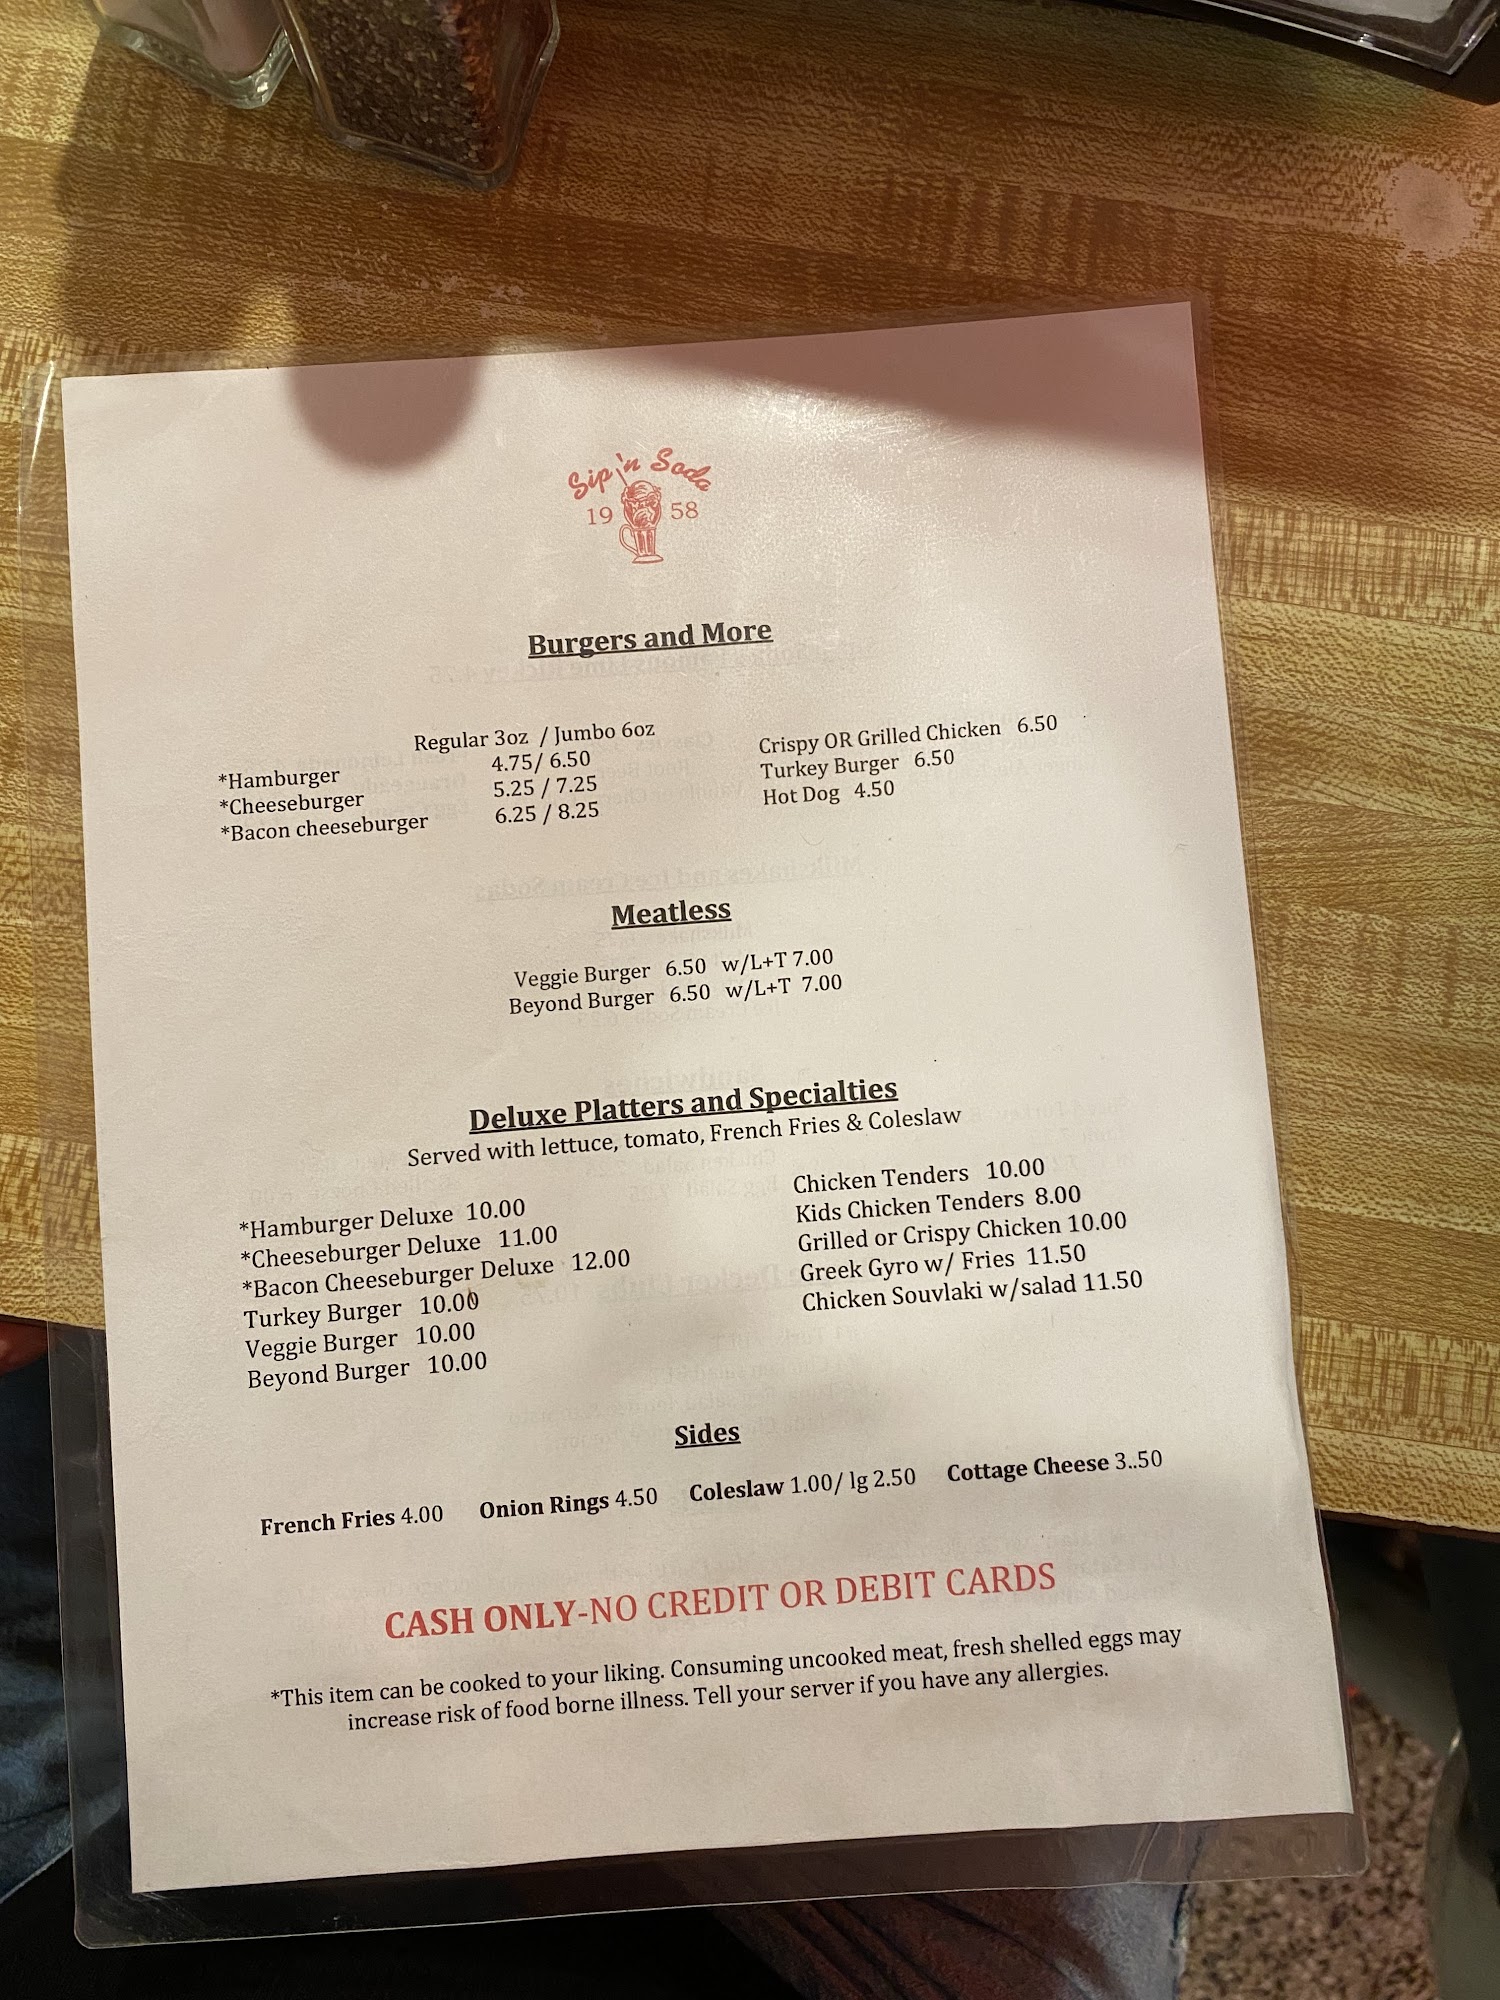 Sip 'n Soda
19 58
Burgers and More
Regular 3oz / Jumbo 6oz
*Hamburger 4.75/ 6.50
*Cheeseburger 5.25 / 7.25
*Bacon cheeseburger 6.25 / 8.25
Crispy OR Grilled Chicken 6.50
Turkey Burger 6.50
Hot Dog 4.50
Meatless
Veggie Burger 6.50 w/L+T 7.00
Beyond Burger 6.50 w/L+T 7.00
Deluxe Platters and Specialties
Served with lettuce, tomato, French Fries & Coleslaw
*Hamburger Deluxe 10.00
*Cheeseburger Deluxe 11.00
*Bacon Cheeseburger Deluxe 12.00
Turkey Burger 10.00
Veggie Burger 10.00
Beyond Burger 10.00
Chicken Tenders 10.00
Kids Chicken Tenders 8.00
Grilled or Crispy Chicken 10.00
Greek Gyro w/ Fries 11.50
Chicken Souvlaki w/salad 11.50
Sides
French Fries 4.00 Onion Rings 4.50 Coleslaw 1.00/ lg 2.50 Cottage Cheese 3..50
CASH ONLY-NO CREDIT OR DEBIT CARDS
*This item can be cooked to your liking. Consuming uncooked meat, fresh shelled eggs may
increase risk of food borne illness. Tell your server if you have any allergies.